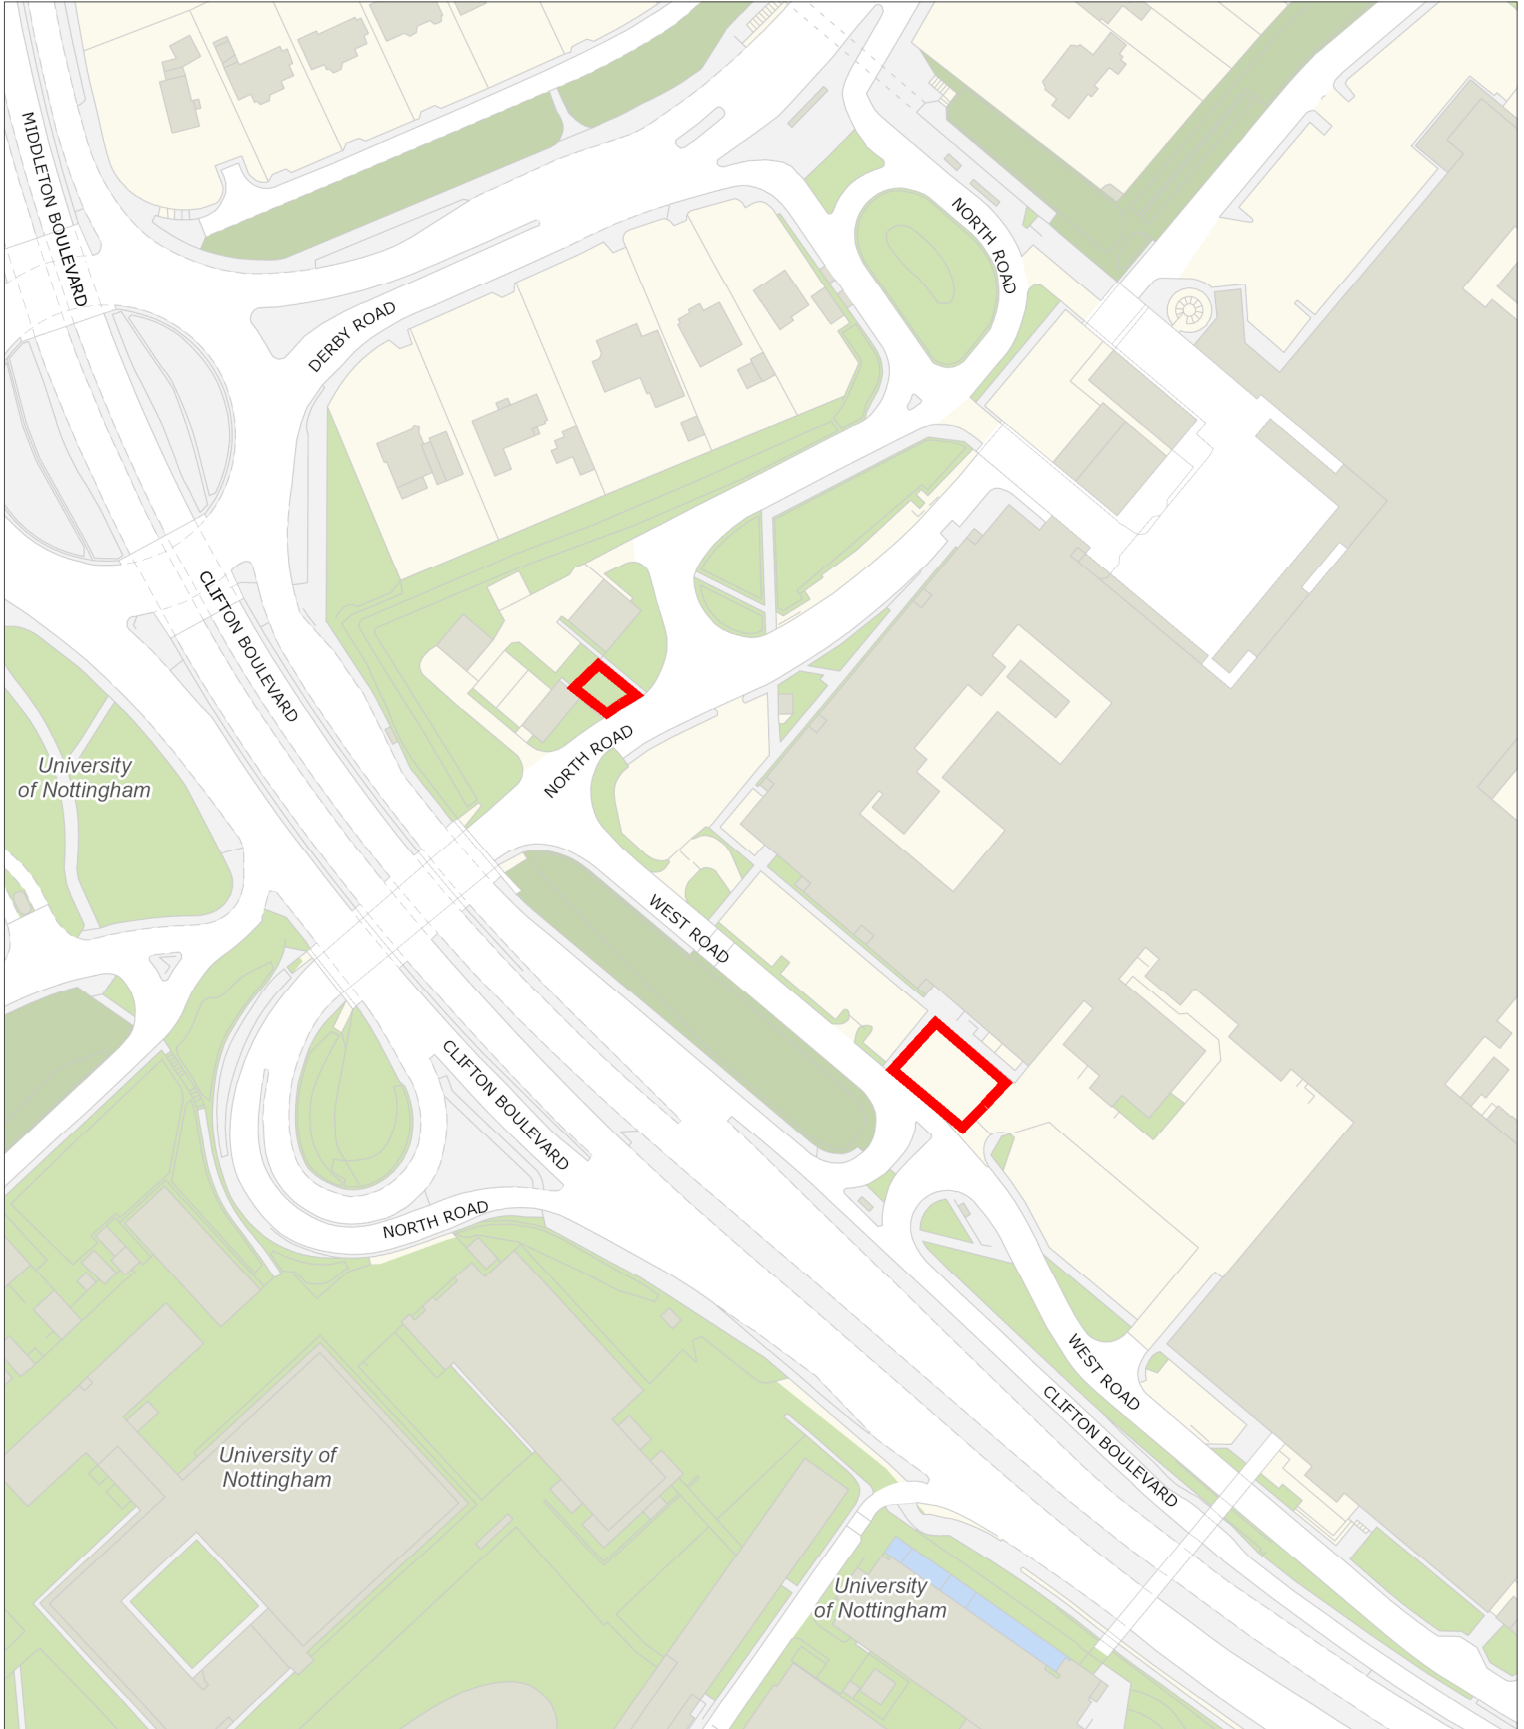 MIDDLETON BOULEVARD
NORTH ROAD
DERBY ROAD
CLIFTON BOULEVARD
NORTH ROAD
University
of Nottingham
WEST ROAD
CLIFTON BOULEVARD
NORTH ROAD
WEST ROAD
CLIFTON BOULEVARD
University of
Nottingham
University
of Nottingham